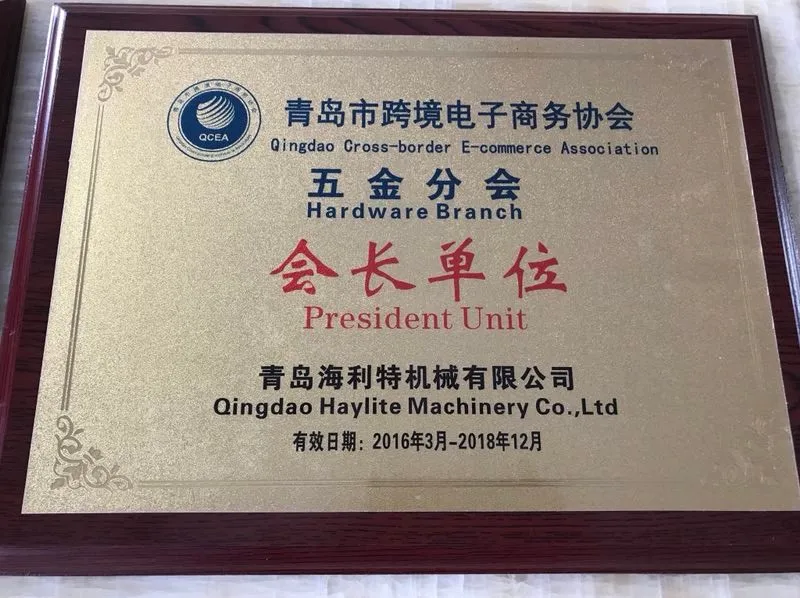 QCEA
青岛市跨境电子商务协会
Qingdao Cross-border E-commerce Association
五金分会
Hardware Branch
会长单位
President Unit
青岛海利特机械有限公司
Qingdao Haylite Machinery Co.,Ltd
有效日期：2016年3月-2018年12月